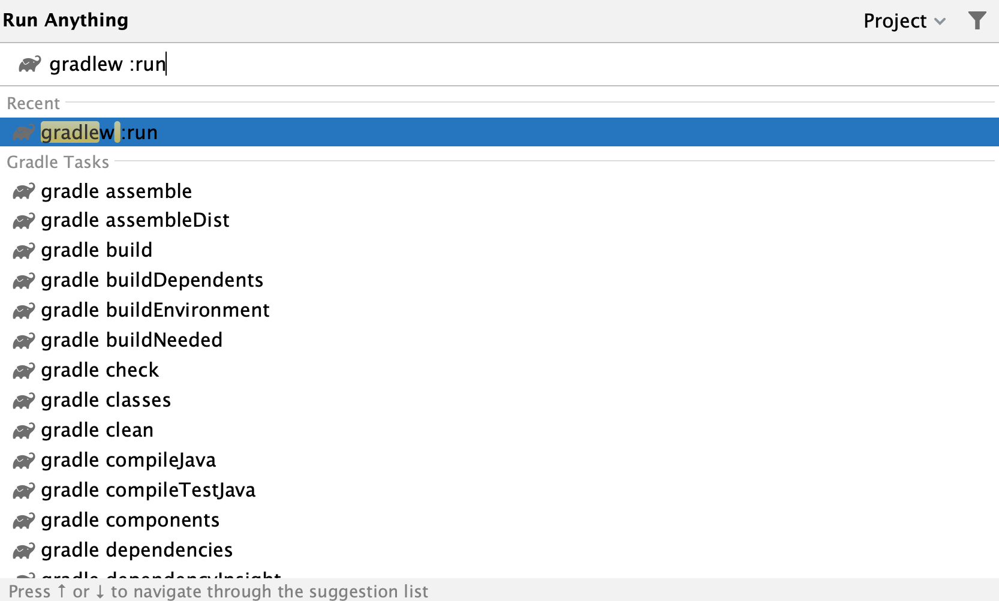 Run Anything
Project
gradlew :run
Recent
gradlew :run
Gradle Tasks
gradle assemble
gradle assembleDist
gradle build
gradle buildDependents
gradle buildEnvironment
gradle buildNeeded
gradle check
gradle classes
gradle clean
gradle compileJava
gradle compileTestJava
gradle components
gradle dependencies
gradle dependencyInsight
Press ↑ or ↓ to navigate through the suggestion list